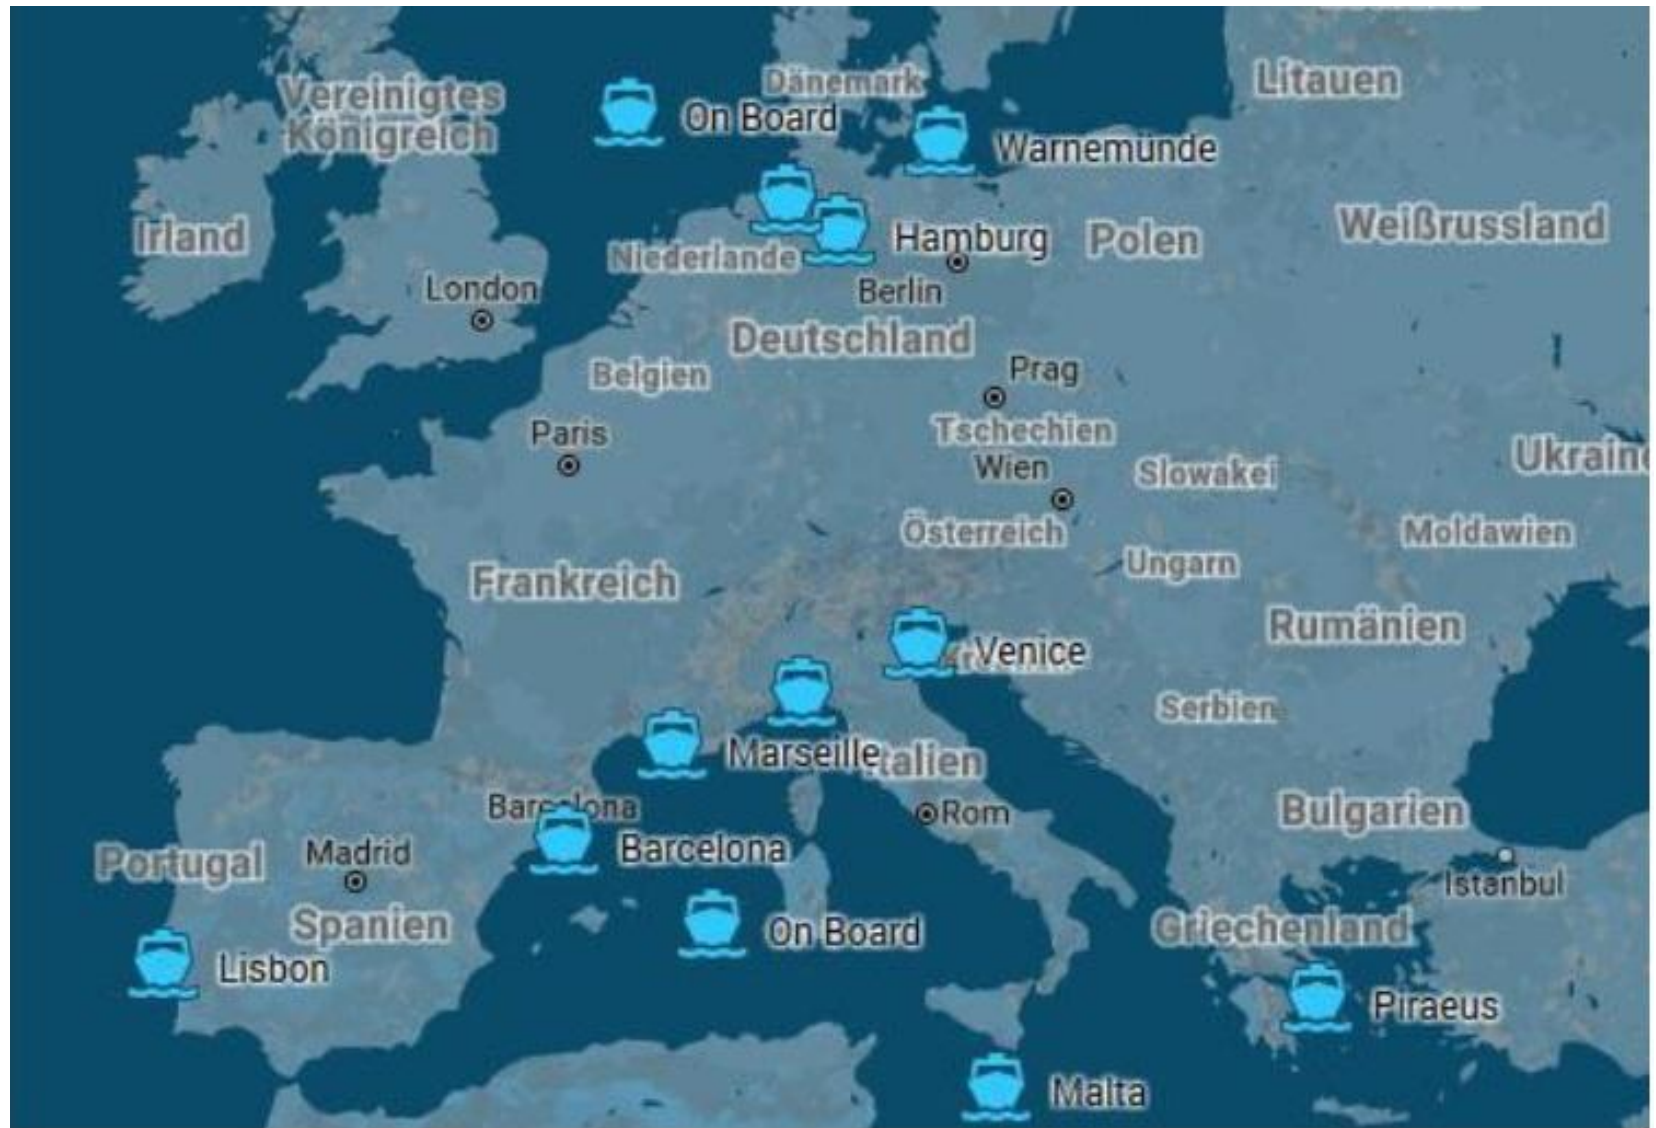 Dänemark
Litauen
Vereinigtes
Königreich
On Board
Warnemünde
Irland
Hamburg
Polen
Weißrussland
Niederlande
London
Berlin
Deutschland
Belgien
Prag
Paris
Tschechien
Wien
Slowakei
Ukraine
Österreich
Moldawien
Ungarn
Frankreich
Rumänien
Venice
Serbien
Marseille
Italien
Barcelona
Rom
Bulgarien
Barcelona
Portugal
Madrid
Istanbul
Spanien
On Board
Griechenland
Lisbon
Piraeus
Malta